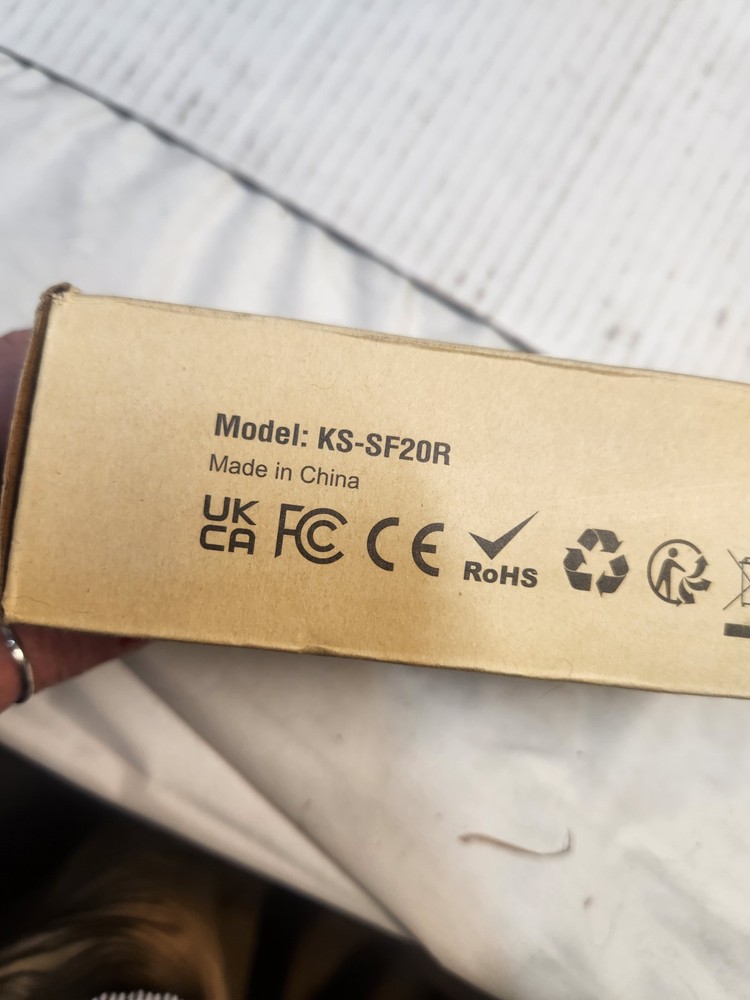 Model: KS-SF20R
Made in China
UK
CA FC CE RoHS